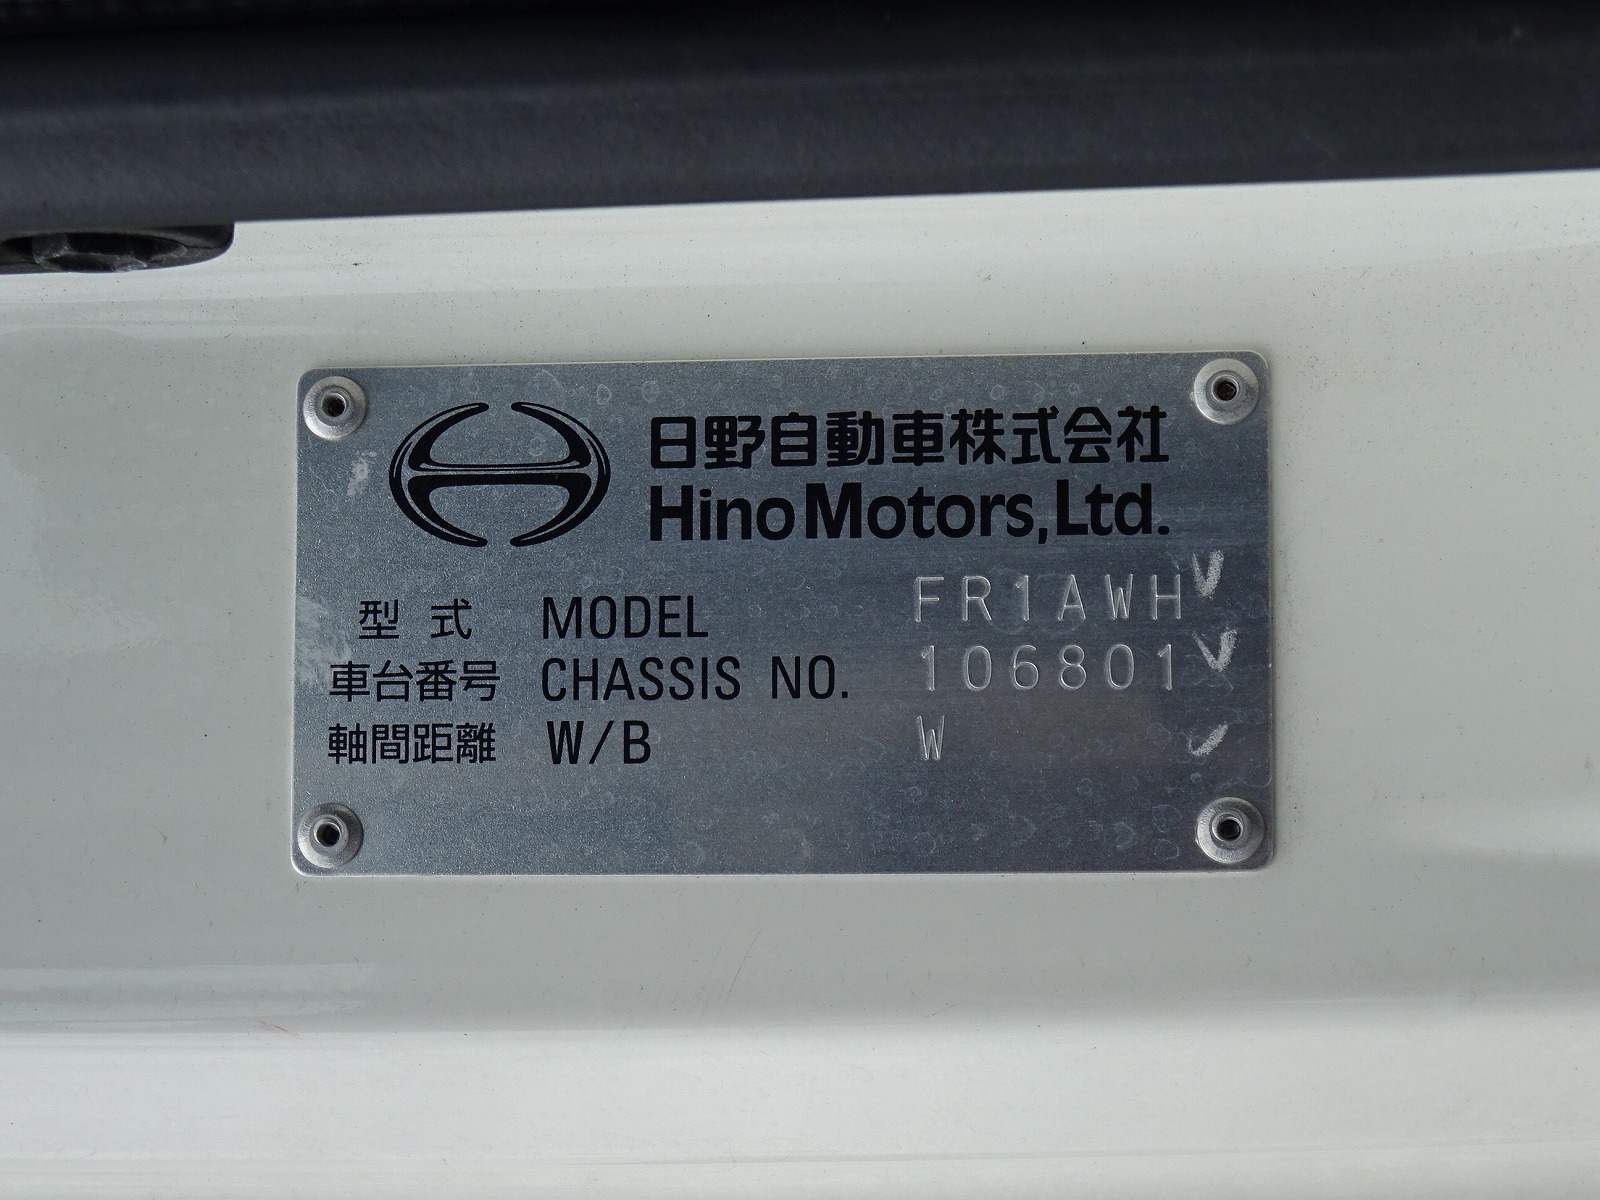 日野自動車株式会社
Hino Motors, Ltd.
型式 MODEL FR1AWH
車台番号 CHASSIS NO. 106801
軸間距離 W/B W